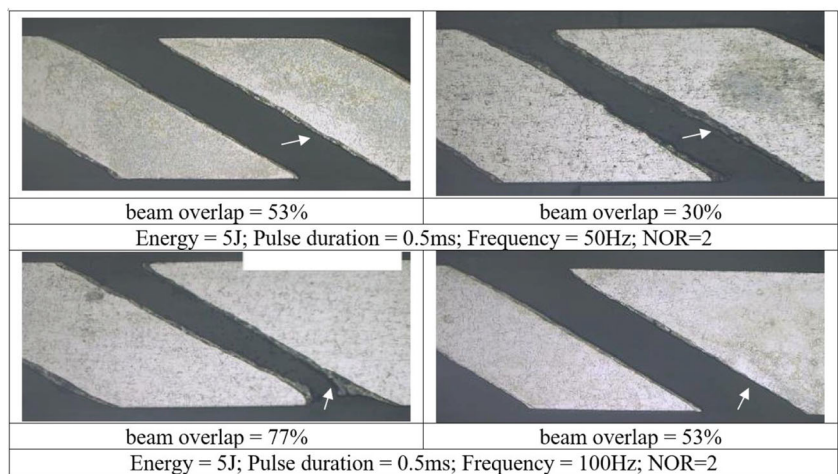 beam overlap = 53%
beam overlap = 30%
Energy = 5J; Pulse duration = 0.5ms; Frequency = 50Hz; NOR=2
beam overlap = 77%
beam overlap = 53%
Energy = 5J; Pulse duration = 0.5ms; Frequency = 100Hz; NOR=2